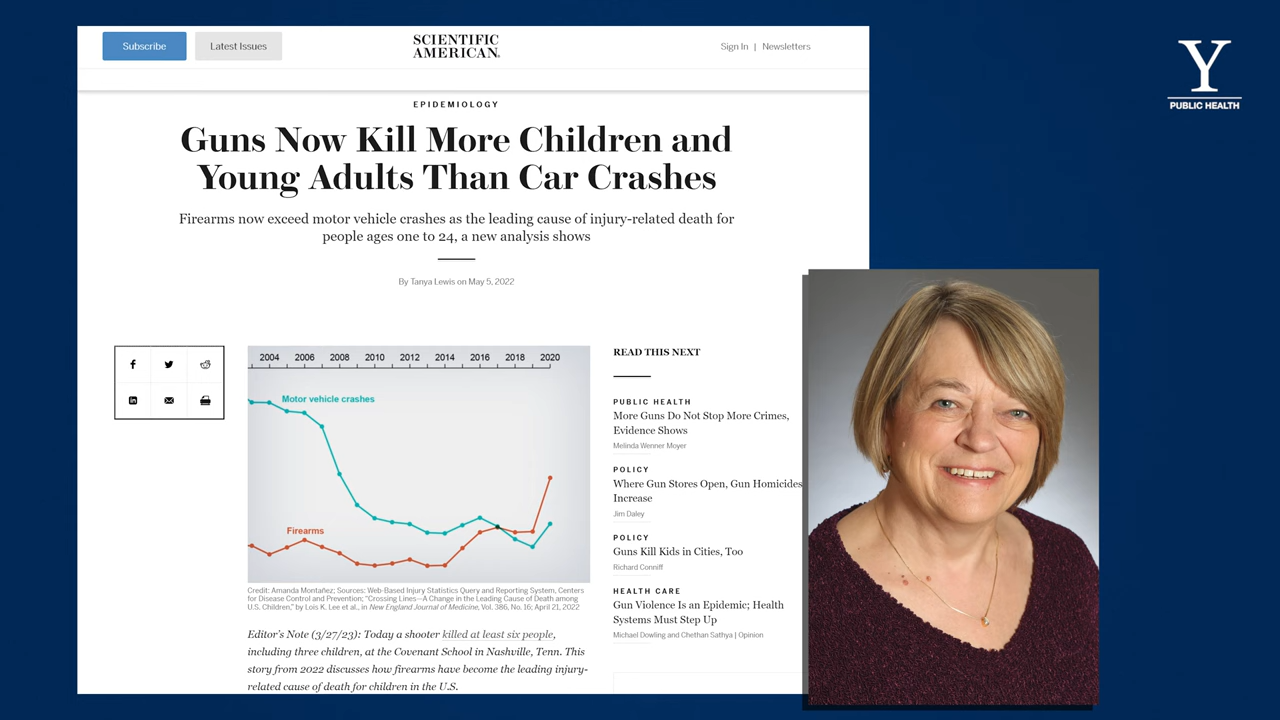 Subscribe
Latest Issues
SCIENTIFIC
AMERICAN®
Sign In | Newsletters
Y
PUBLIC HEALTH
EPIDEMIOLOGY
Guns Now Kill More Children and
Young Adults Than Car Crashes
Firearms now exceed motor vehicle crashes as the leading cause of injury-related death for
people ages one to 24, a new analysis shows
By Tanya Lewis on May 5, 2022
2004 2006 2008 2010 2012 2014 2016 2018 2020
Motor vehicle crashes
Firearms
Credit: Amanda Montañez; Sources: Web-Based Injury Statistics Query and Reporting System, Centers
for Disease Control and Prevention; “Crossing Lines—A Change in the Leading Cause of Death among
U.S. Children,” by Lois K. Lee et al., in New England Journal of Medicine, Vol. 386, No. 16; April 21, 2022
Editor's Note (3/27/23): Today a shooter killed at least six people,
including three children, at the Covenant School in Nashville, Tenn. This
story from 2022 discusses how firearms have become the leading injury-
related cause of death for children in the U.S.
READ THIS NEXT
PUBLIC HEALTH
More Guns Do Not Stop More Crimes,
Evidence Shows
Melinda Wenner Moyer
POLICY
Where Gun Stores Open, Gun Homicides
Increase
Jim Daley
POLICY
Guns Kill Kids in Cities, Too
Richard Conniff
HEALTH CARE
Gun Violence Is an Epidemic; Health
Systems Must Step Up
Michael Dowling and Chethan Sathya | Opinion